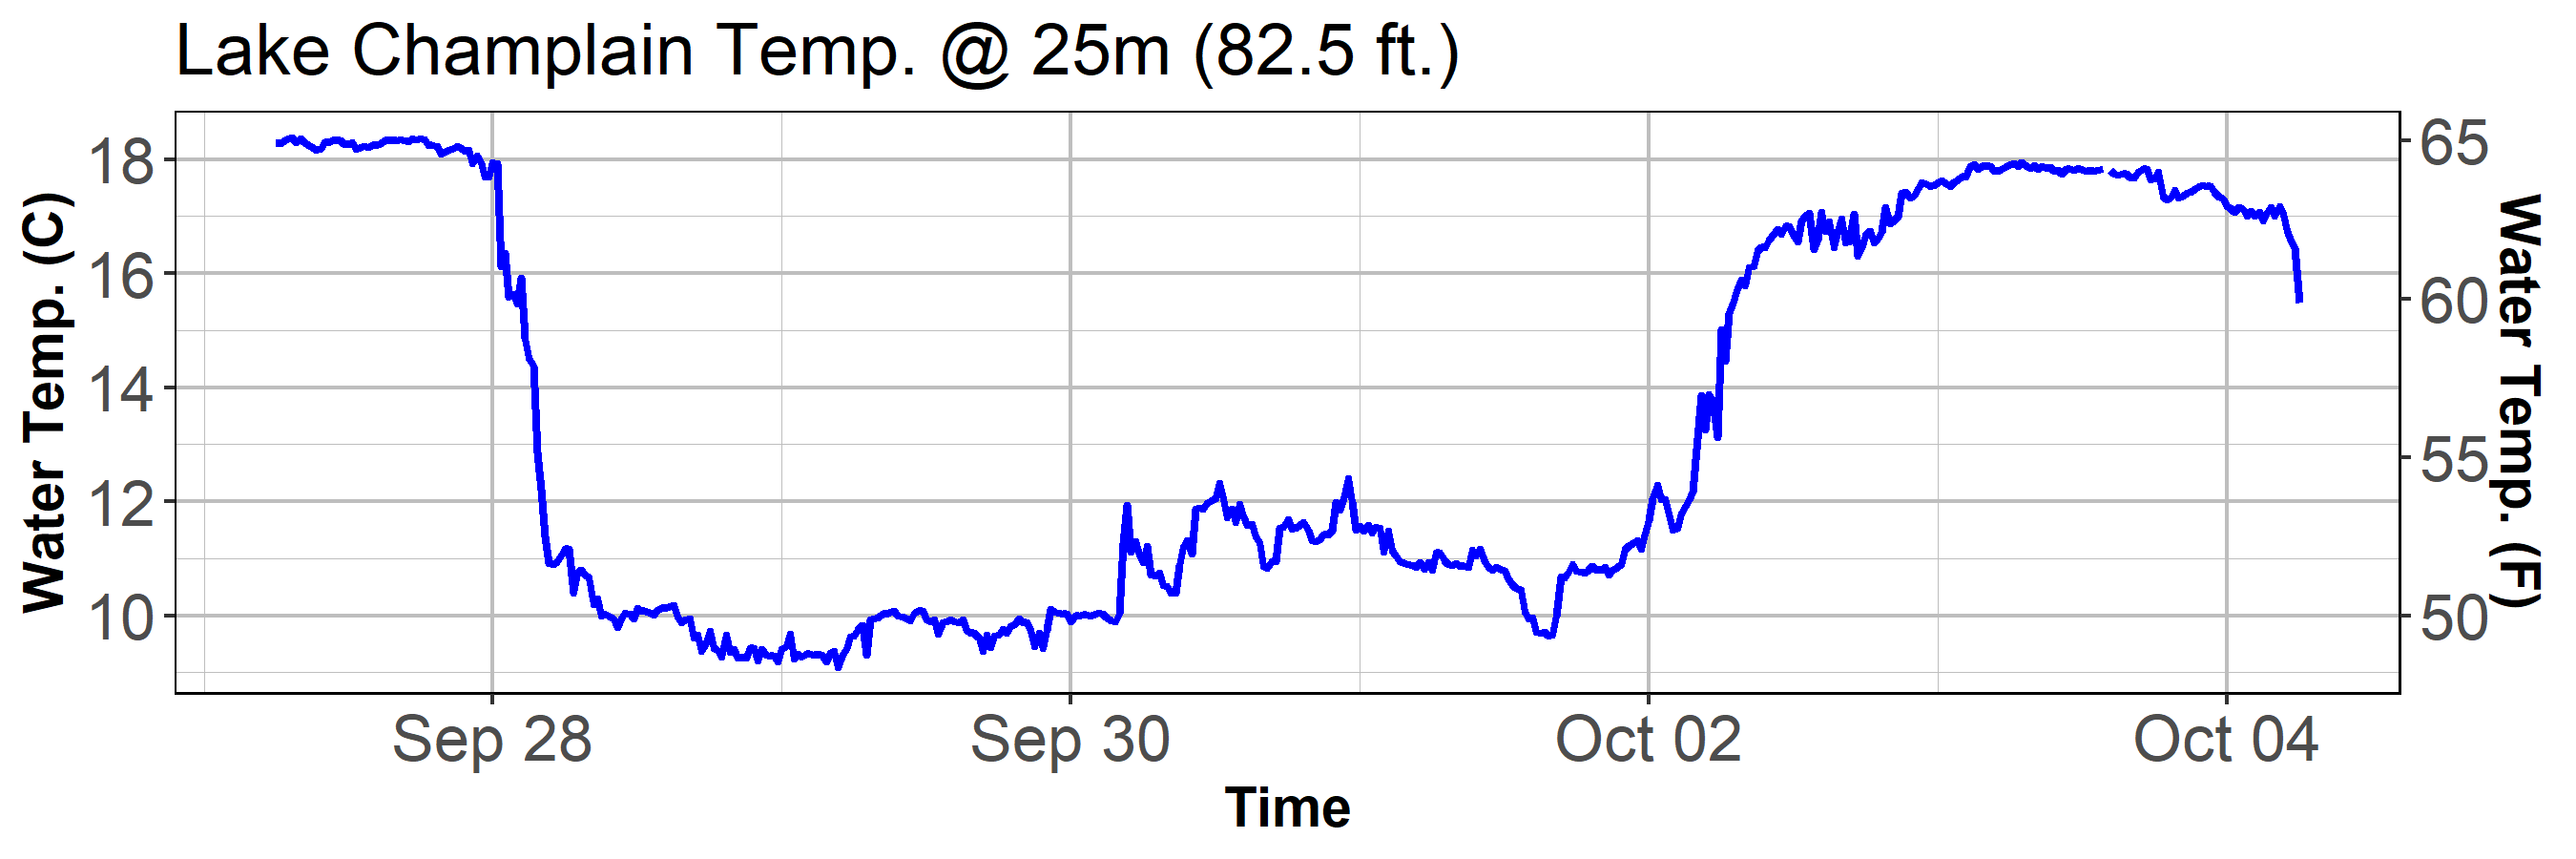 Lake Champlain Temp. @ 25m (82.5 ft.)
Water Temp. (C)
18
16
14
12
10
65
60
55
50
Water Temp. (F)
Sep 28 Sep 30 Oct 02 Oct 04
Time